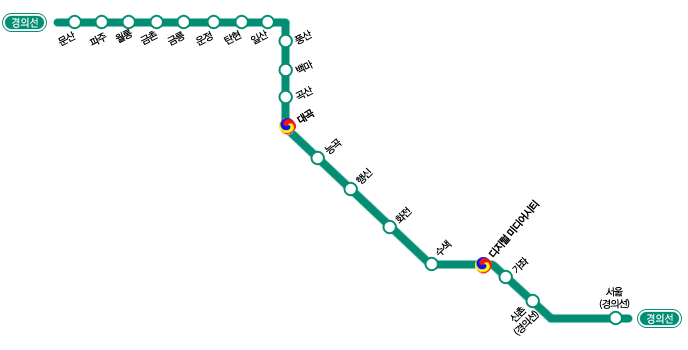 경의선
문산
파주
월롱
금촌
금릉
운정
탄현
일산
풍산
백마
곡산
대곡
능곡
행신
화전
수색
디지털 미디어시티
가좌
신촌
(경의선)
서울
(경의선)
경의선